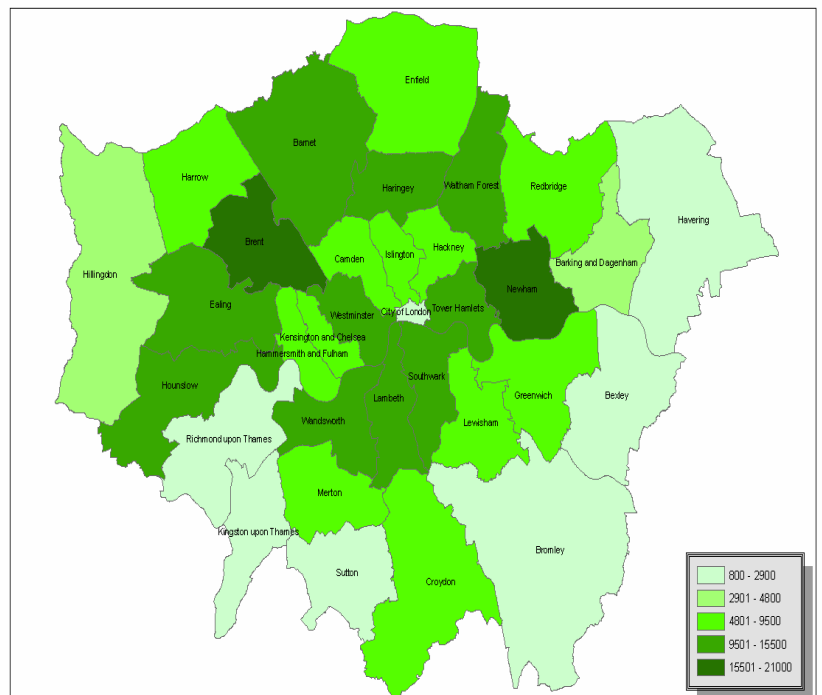 Enfield
Barnet
Harrow
Haringey
Waltham Forest
Redbridge
Havering
Brent
Camden
Islington
Hackney
Hillingdon
Barking and Dagenham
Newham
Ealing
Westminster
City of London
Tower Hamlets
Kensington and Chelsea
Hammersmith and Fulham
Hounslow
Southwark
Lambeth
Greenwich
Bexley
Wandsworth
Lewisham
Richmond upon Thames
Merton
Kingston upon Thames
Bromley
Sutton
Croydon
800 - 2900
2901 - 4800
4801 - 9500
9501 - 15500
15501 - 21000